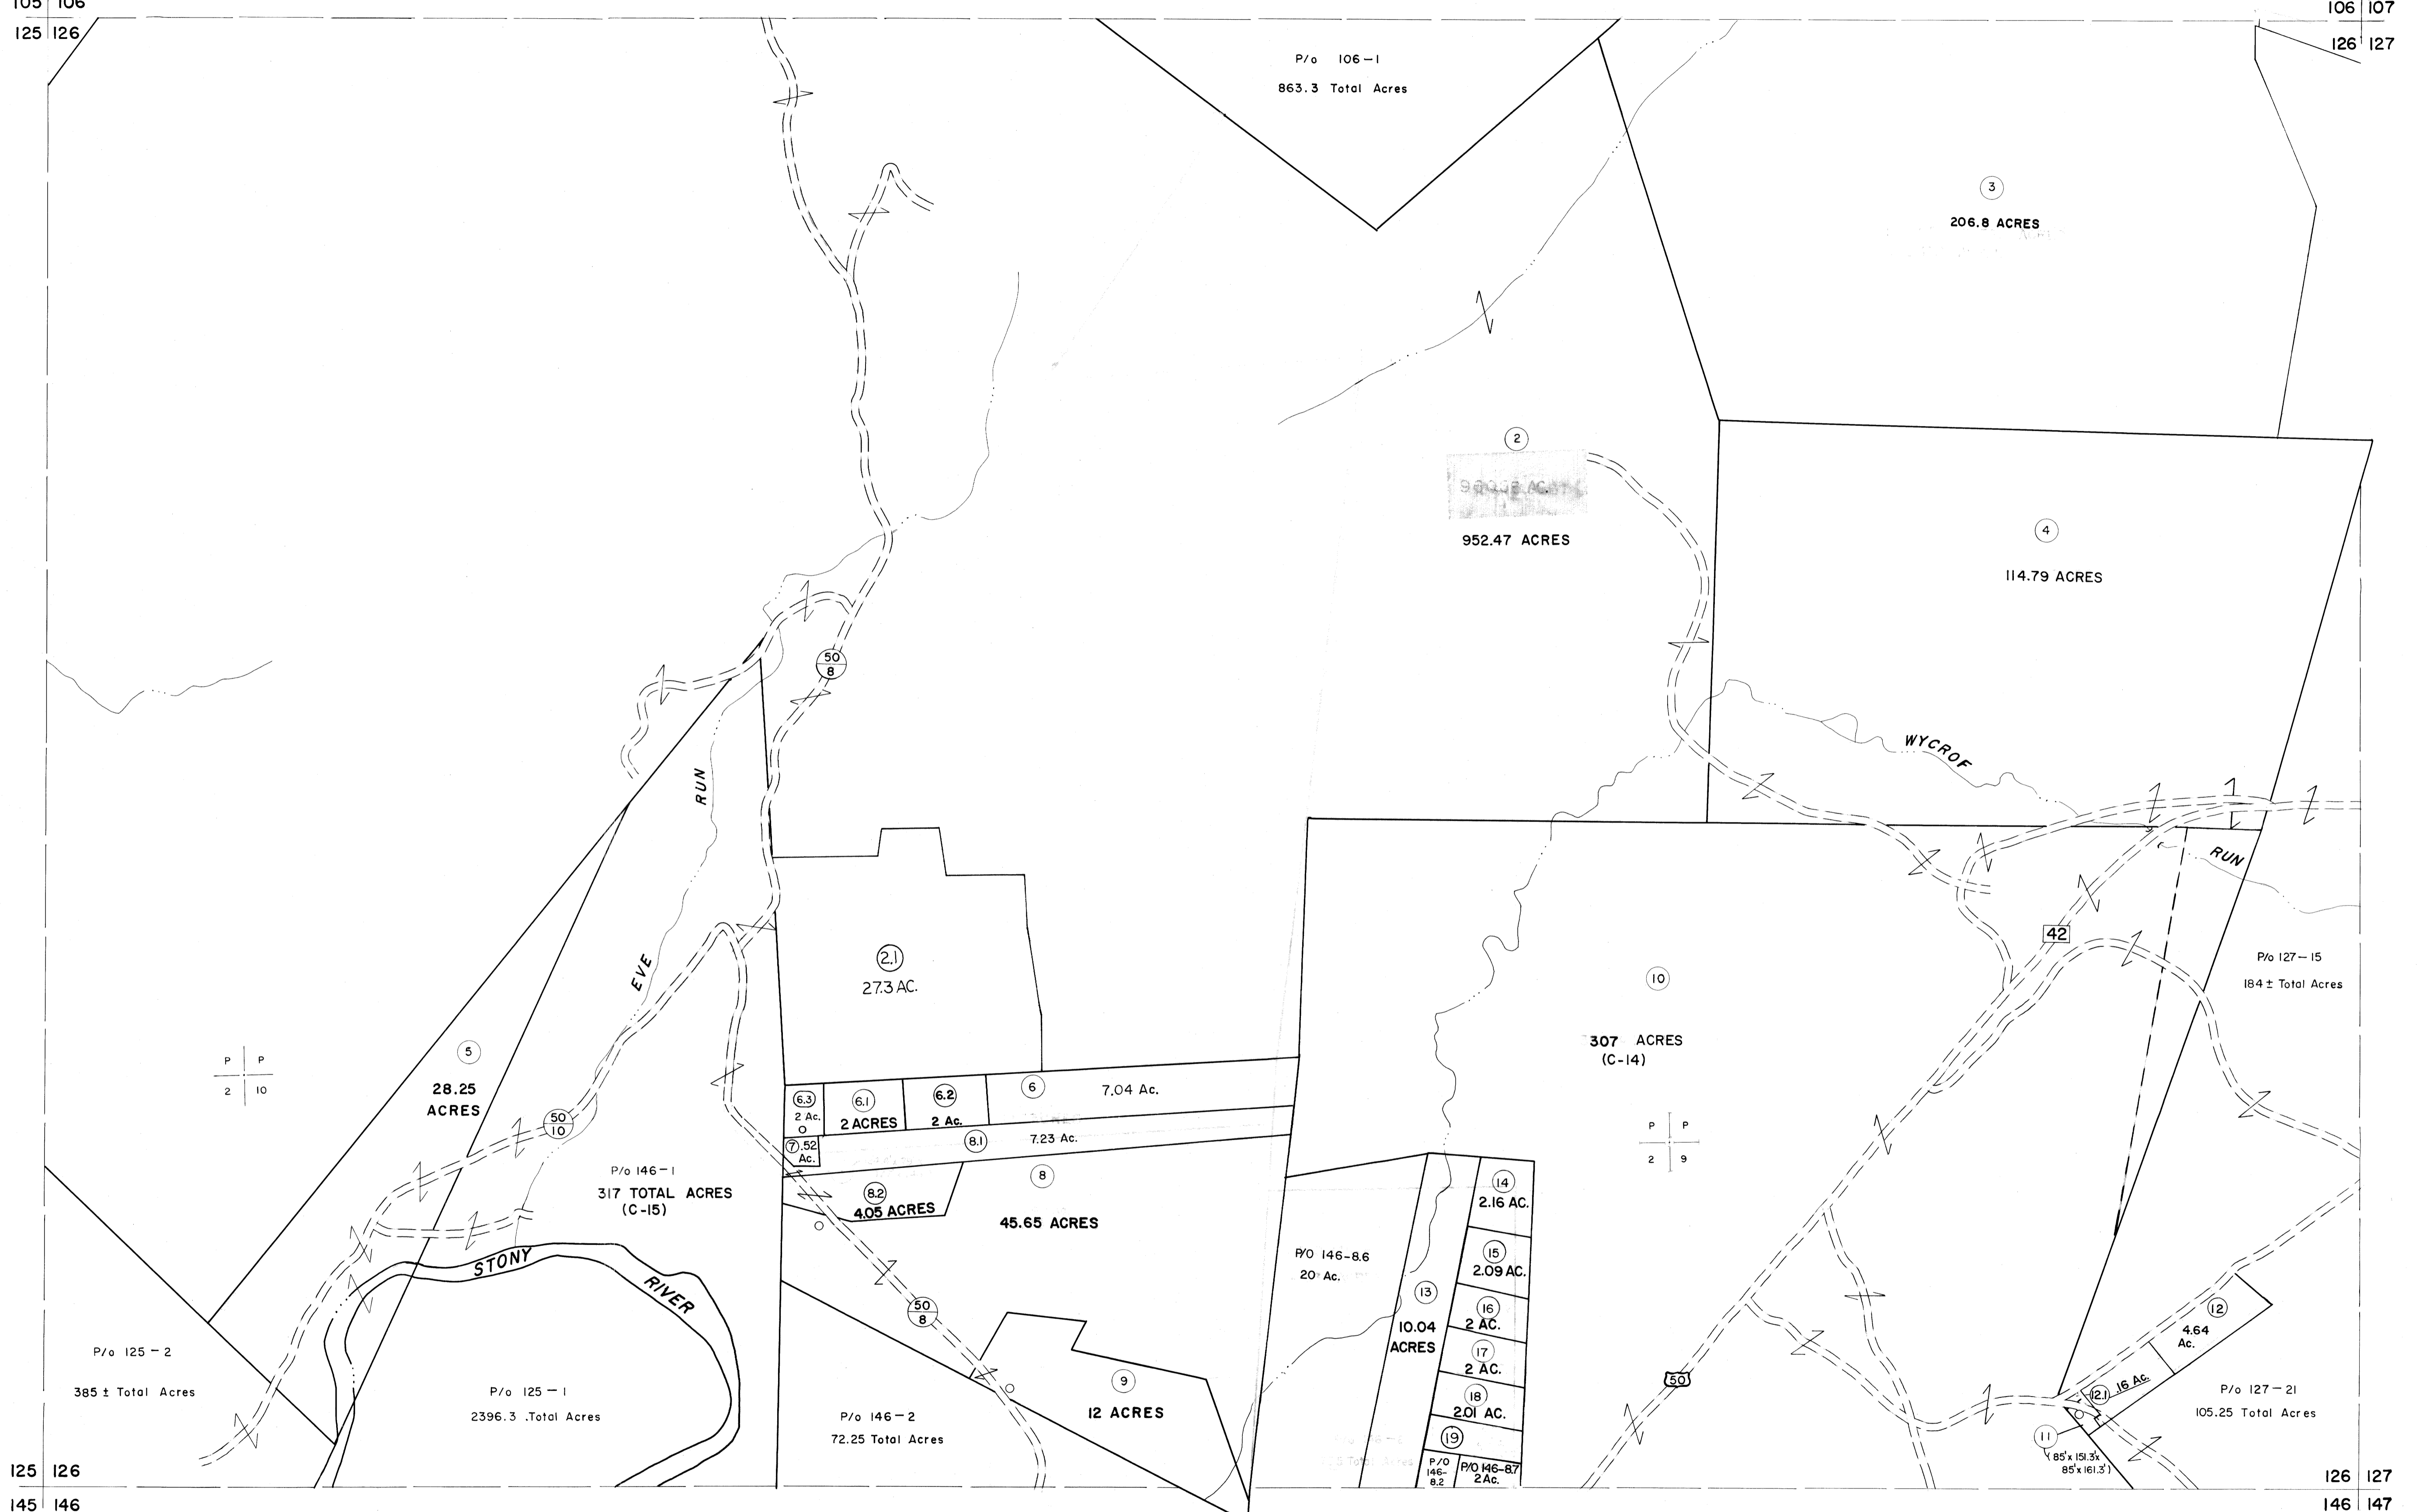 105 106
125 126
106 107
126 127
P/o 106-1
863.3 Total Acres
3
206.8 ACRES
2
952.47 ACRES
4
114.79 ACRES
50
8
WYCROF
RUN
RUN
EVE
42
2.1
27.3 AC.
10
307 ACRES
(C-14)
P/o 127-15
184 ± Total Acres
P P
2 10
5
28.25
ACRES
50
10
6.3
2 Ac.
6.1
2 ACRES
6.2
2 Ac.
6
7.04 Ac.
7 .52
Ac.
8.1
7.23 Ac.
P P
2 9
P/o 146-1
317 TOTAL ACRES
(C-15)
8
8.2
4.05 ACRES
45.65 ACRES
14
2.16 AC.
15
2.09 AC.
P/O 146-8.6
20 Ac.
STONY
RIVER
13
10.04
ACRES
16
2 AC.
17
2 AC.
18
2.01 AC.
19
P/O
146-
8.2
P/O 146-8.7
2 Ac.
50
8
9
12 ACRES
50
12
4.64
Ac.
12.1 .16 Ac.
11
(85'x 151.3'x
85'x 161.3')
P/o 127-21
105.25 Total Acres
P/o 125-2
385 ± Total Acres
P/o 125-1
2396.3 .Total Acres
P/o 146-2
72.25 Total Acres
125 126
145 146
126 127
146 147